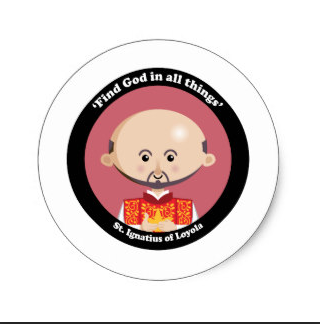 'Find God in all things'
St. Ignatius of Loyola